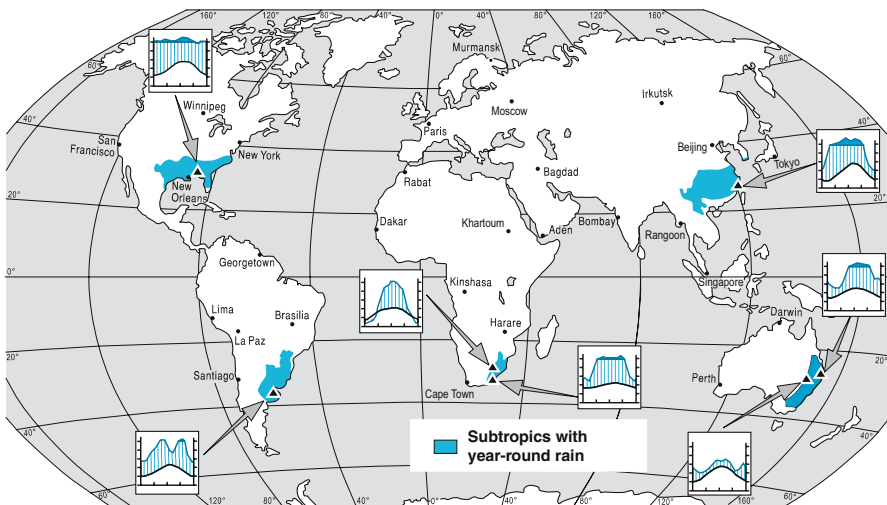 160°
120°
80°
40°
0°
40°
80°
120°
160°
Murmansk
60°
60°
Irkutsk
Winnipeg
Moscow
40°
Paris
40°
San
Francisco
Beijing
New York
Tokyo
Bagdad
Rabat
New
Orleans
20°
20°
Dakar
Khartoum
Aden
Bombay
Rangoon
Georgetown
0°
0°
Kinshasa
Singapore
Lima
Brasilia
Darwin
Harare
La Paz
20°
20°
Santiago
Perth
Cape Town
40°
40°
Subtropics with
year-round rain
60°
60°
120°
80°
40°
0°
40°
80°
120°
160°